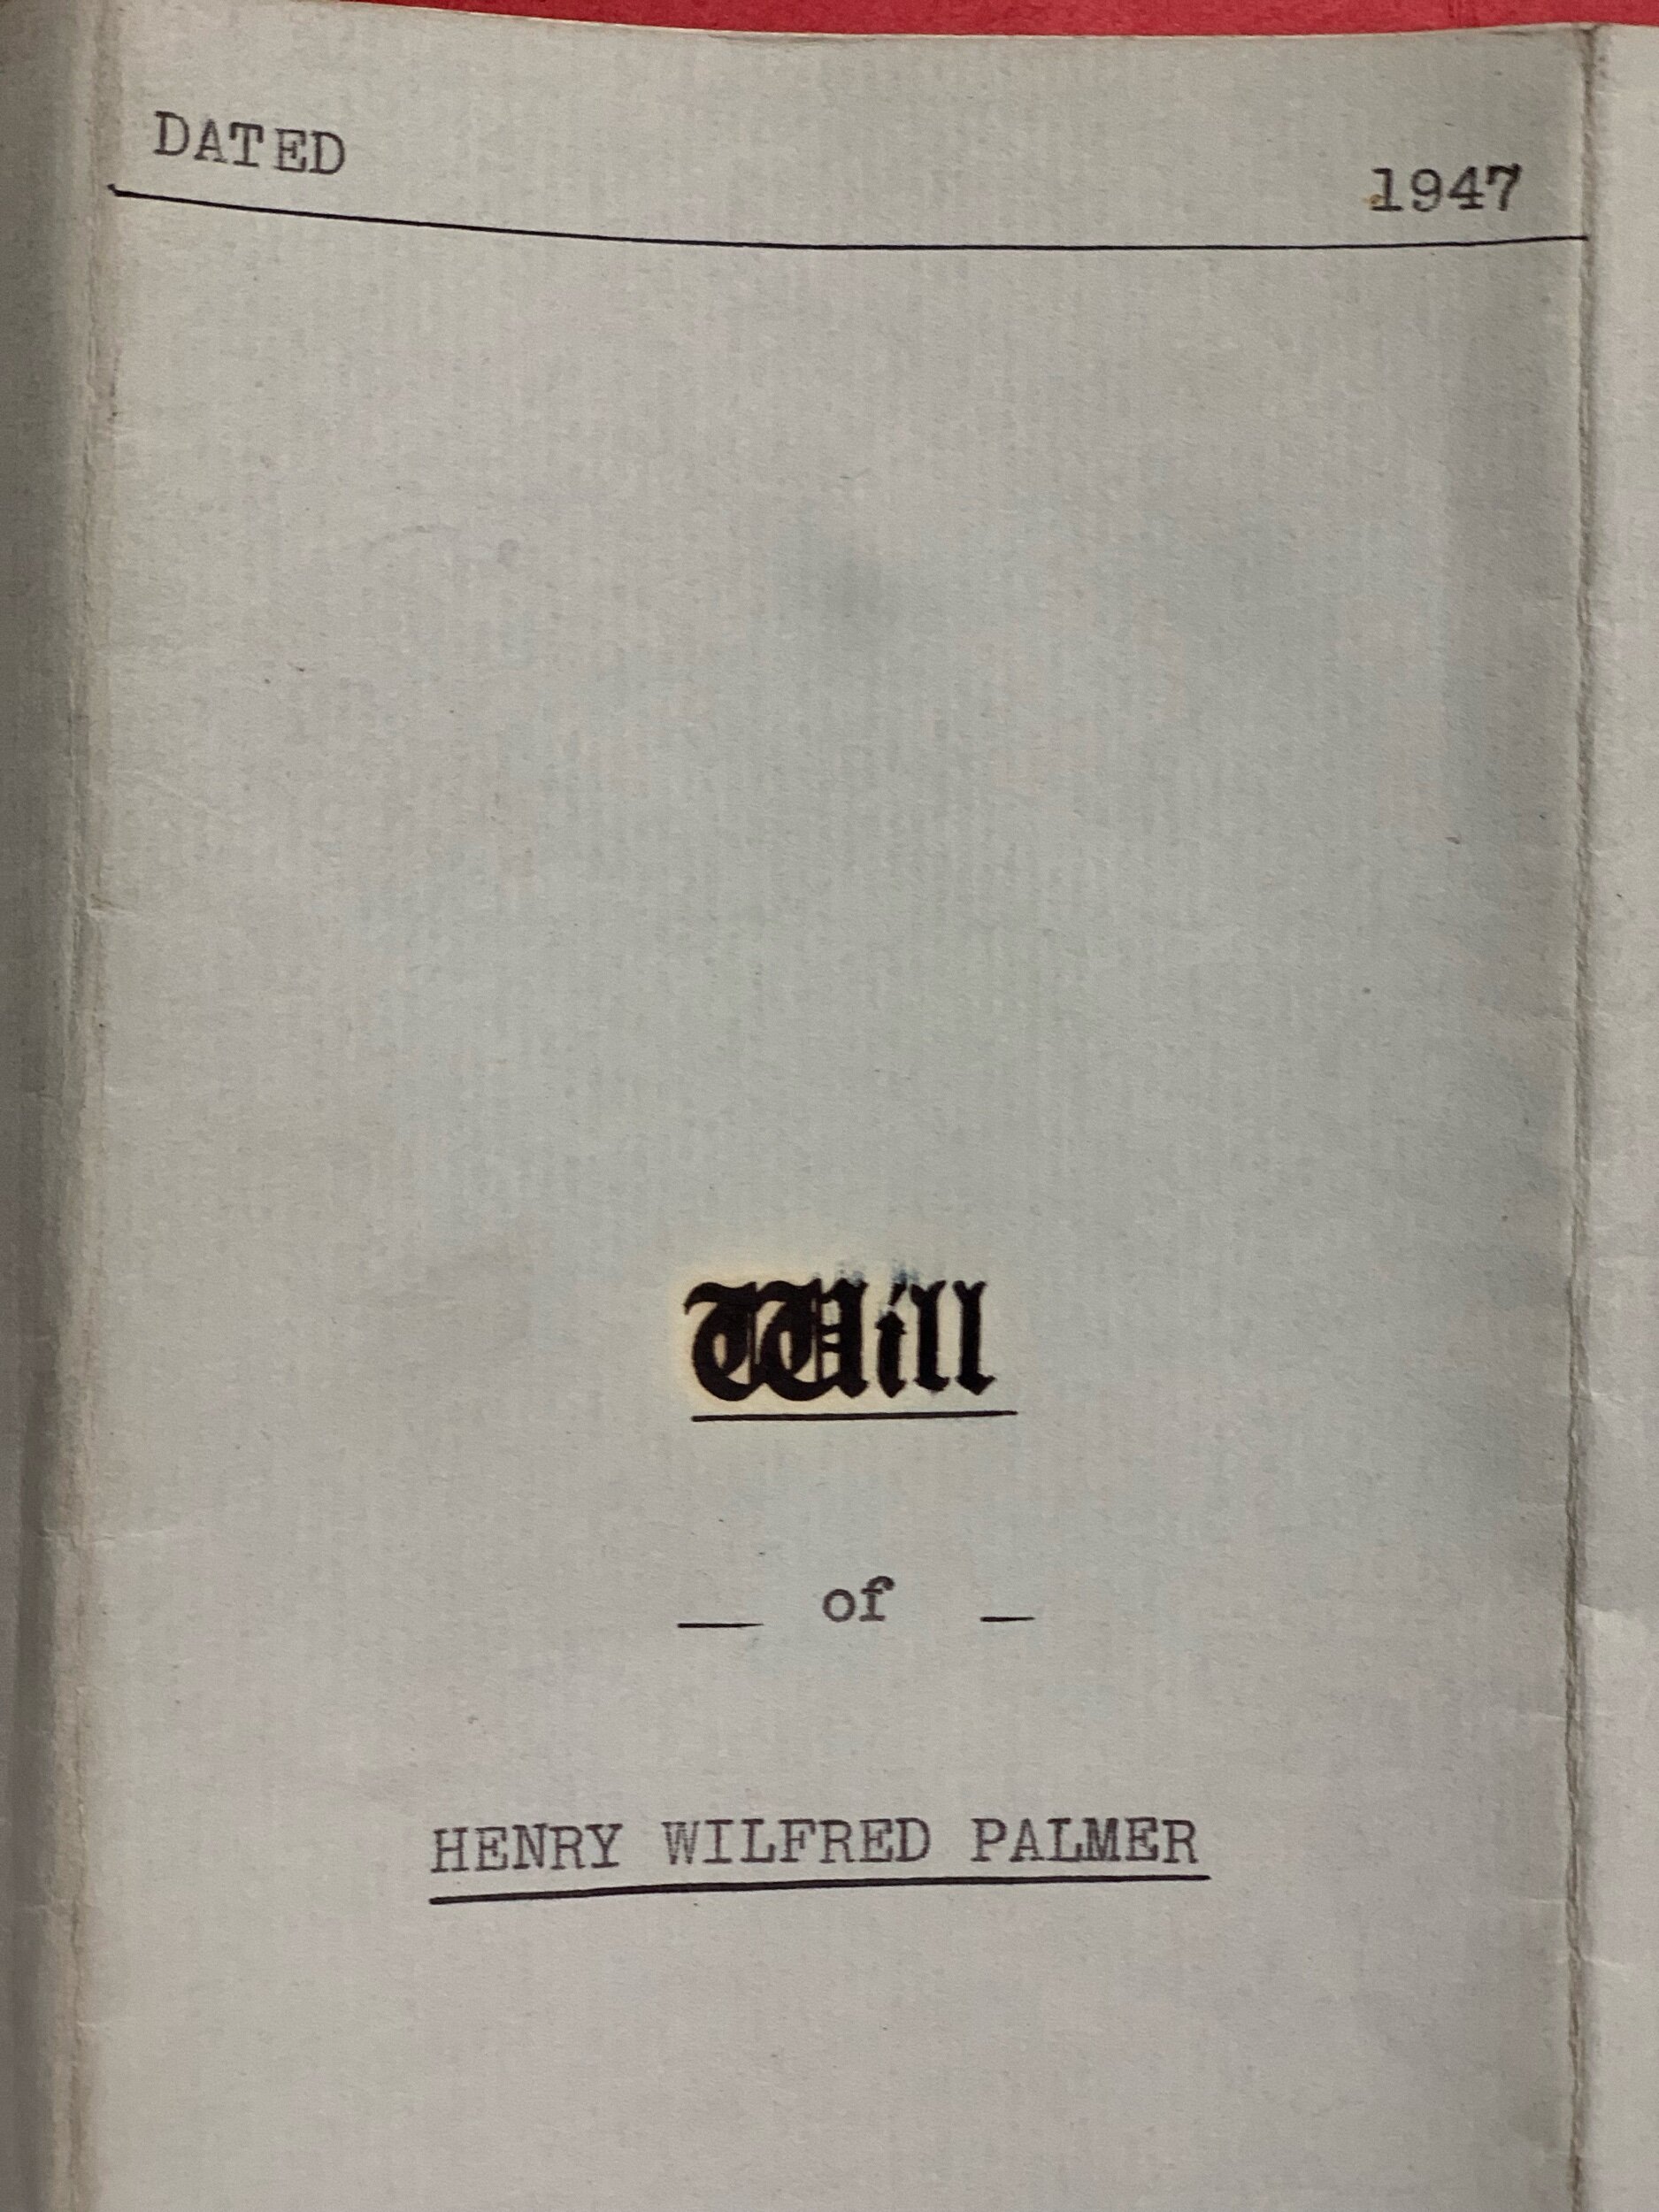 DATED 1947
Will
of
HENRY WILFRED PALMER